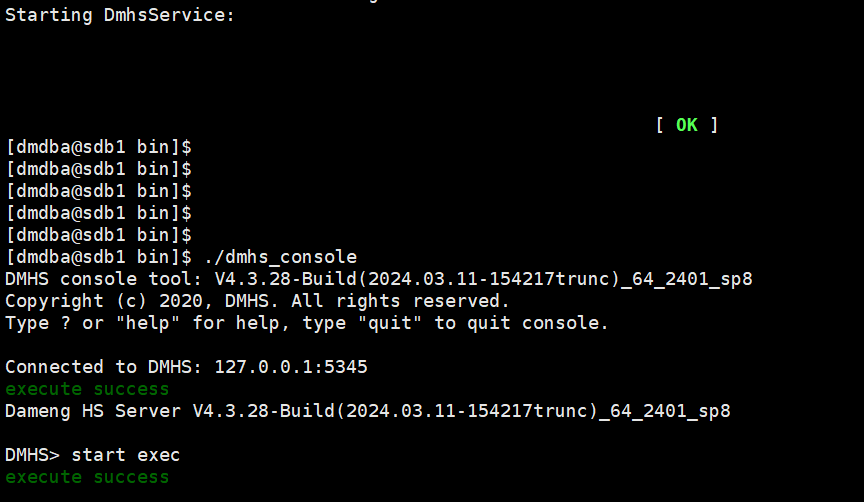 Starting DmhsService:
[ OK ]
[dmdba@sdb1 bin]$
[dmdba@sdb1 bin]$
[dmdba@sdb1 bin]$
[dmdba@sdb1 bin]$
[dmdba@sdb1 bin]$
[dmdba@sdb1 bin]$ ./dmhs_console
DMHS console tool: V4.3.28-Build(2024.03.11-154217trunc)_64_2401_sp8
Copyright (c) 2020, DMHS. All rights reserved.
Type ? or "help" for help, type "quit" to quit console.
Connected to DMHS: 127.0.0.1:5345
execute success
Dameng HS Server V4.3.28-Build(2024.03.11-154217trunc)_64_2401_sp8
DMHS> start exec
execute success